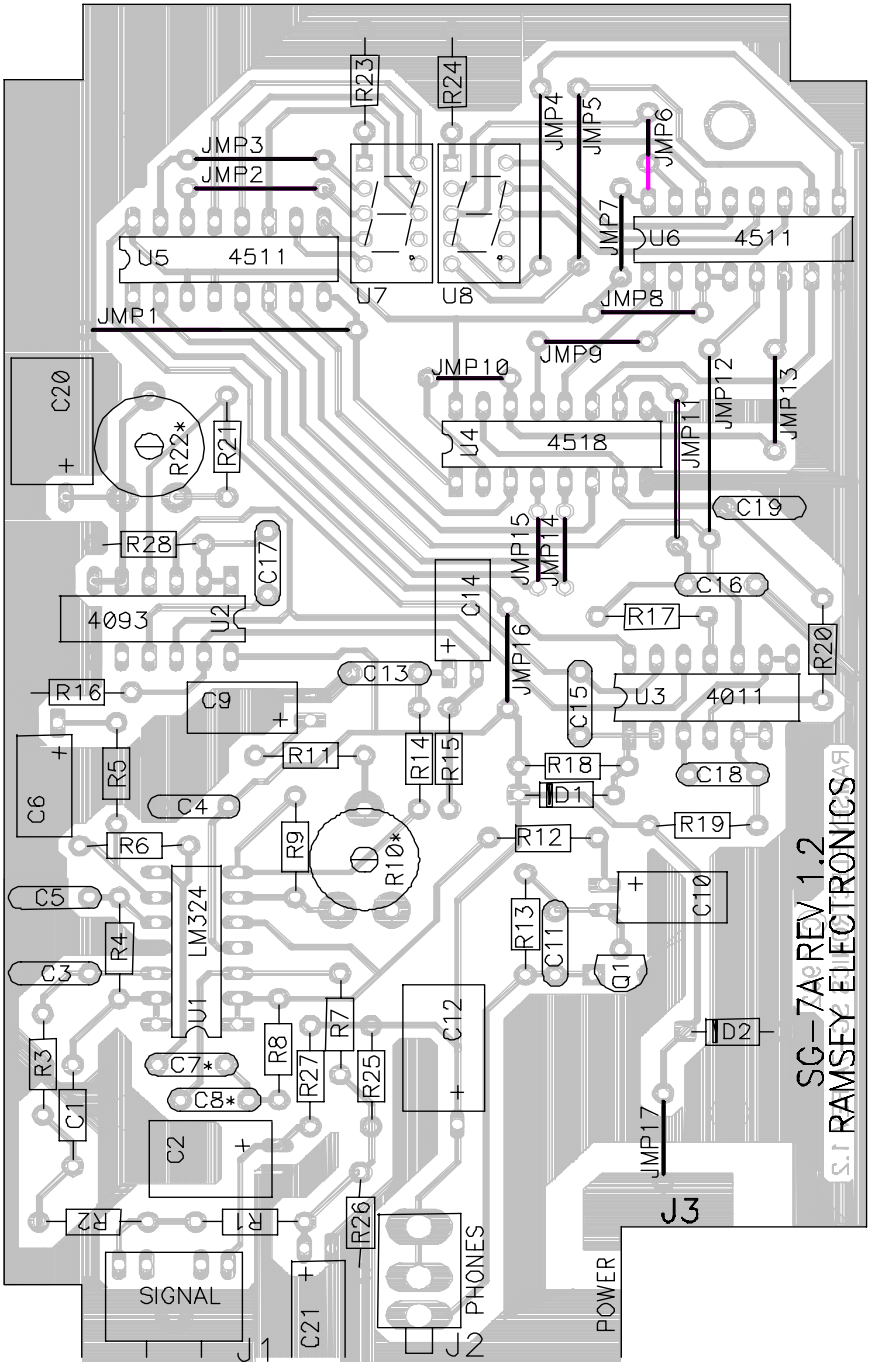 R23
R24
JMP4
JMP5
JMP6
JMP3
JMP2
JMP7
U5 4511
U6 4511
U7
U8
JMP1
JMP8
JMP9
JMP10
JMP12
JMP13
C20
+
R22*
R21
U4 4518
JMP11
C19
R28
C17
JMP15
JMP14
C14
+
C16
4093 U2
R17
R20
JMP16
R16
C9
+
C13
C15
U3 4011
C6
+
R5
R11
R14
R15
R18
C18
C4
D1
R6
R9
R10*
R12
R19
C5
R4
LM324
U1
R13
C11
+
C10
C3
Q1
R3
C1
C7*
R8
R27
R7
R25
C12
+
D2
C8*
C2
+
JMP17
SG-7A REV 1.2
RAMSEY ELECTRONICS
1.2
R2
R1
R26
J3
SIGNAL
J1
+
C21
PHONES
J2
POWER